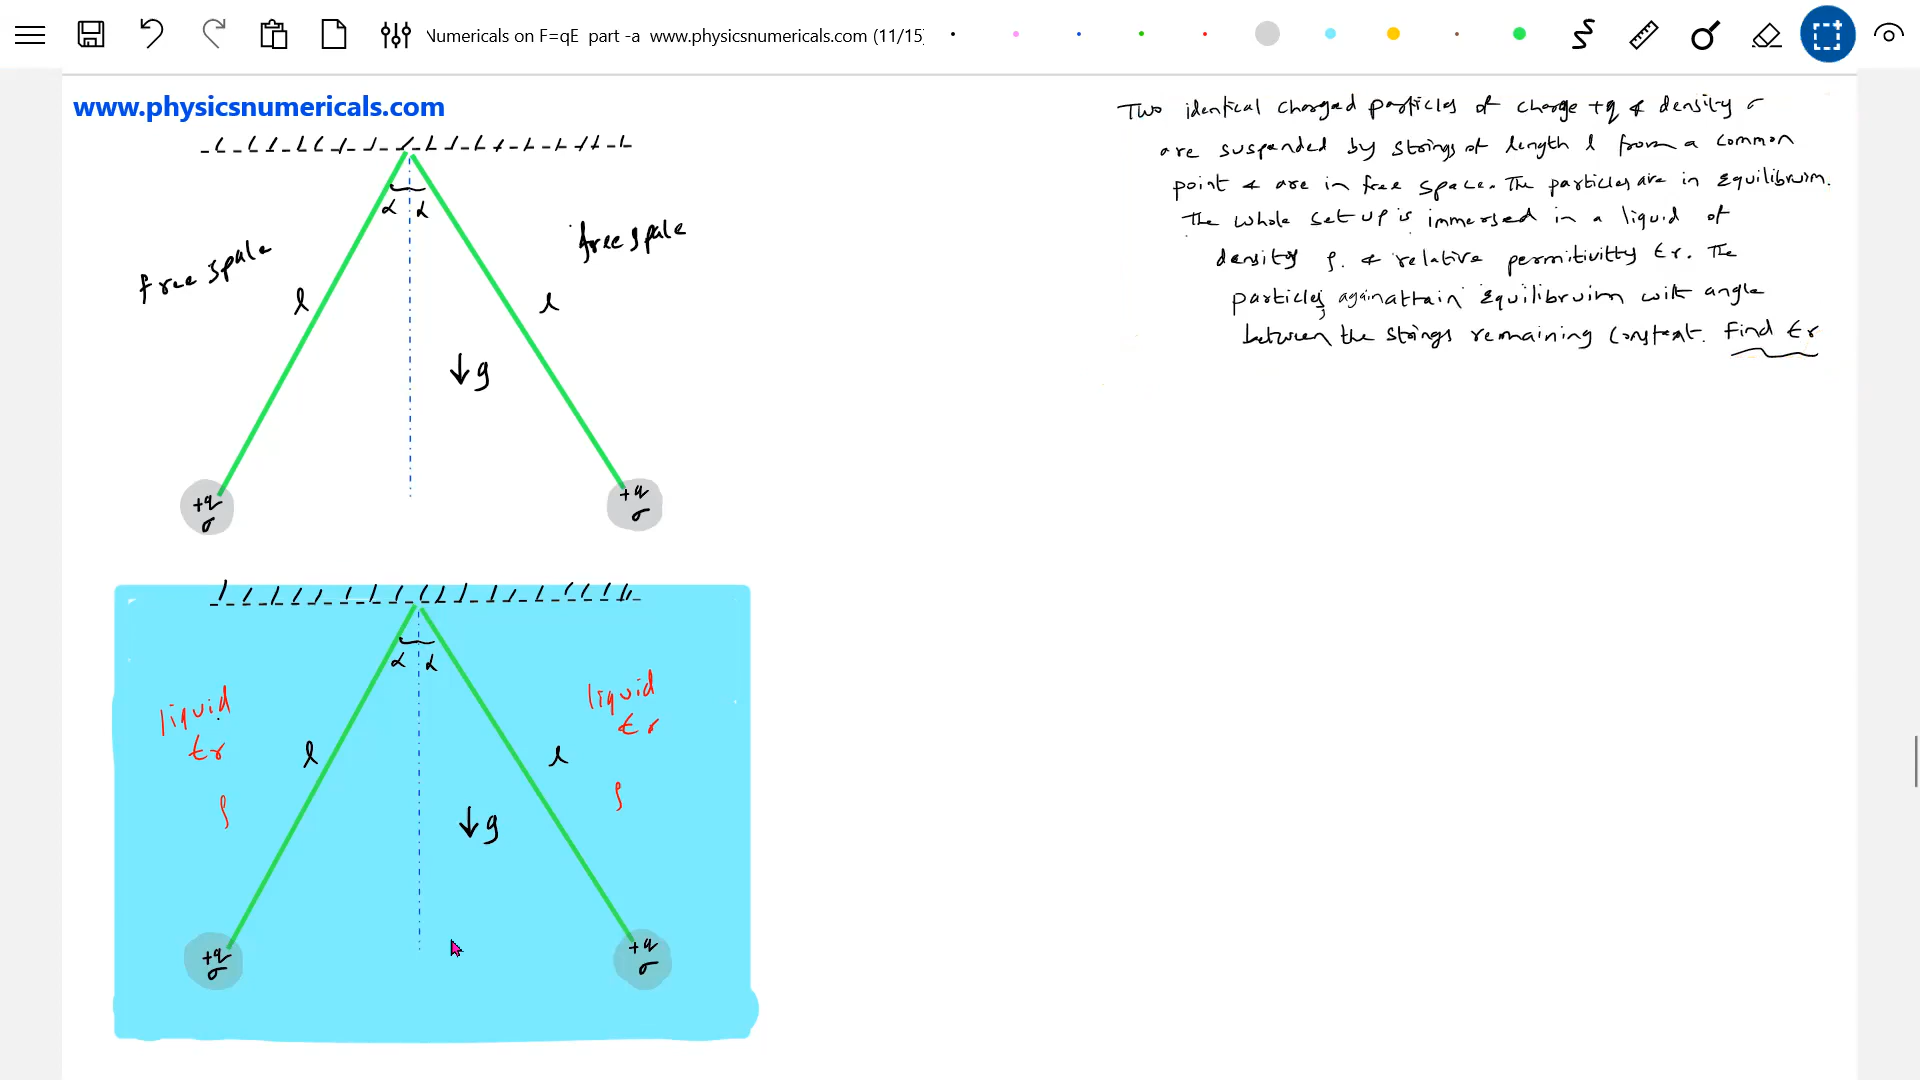 Numericals on F=qE part -a www.physicsnumericals.com (11/15)
www.physicsnumericals.com
Two identical charged particles of charge +q & density σ
are suspended by strings of length l from a common
point & are in free space. The particles are in equilibruim.
The whole set up is immersed in a liquid of
density ρ. & relative permitivitty εr. The
particles again attain equilibruim with angle
between the strings remaining constant. Find εr
α α
free space
free space
l
l
↓ g
+q
σ
+q
σ
α α
liquid
εr
ρ
liquid
εr
ρ
l
l
↓ g
+q
σ
+q
σ